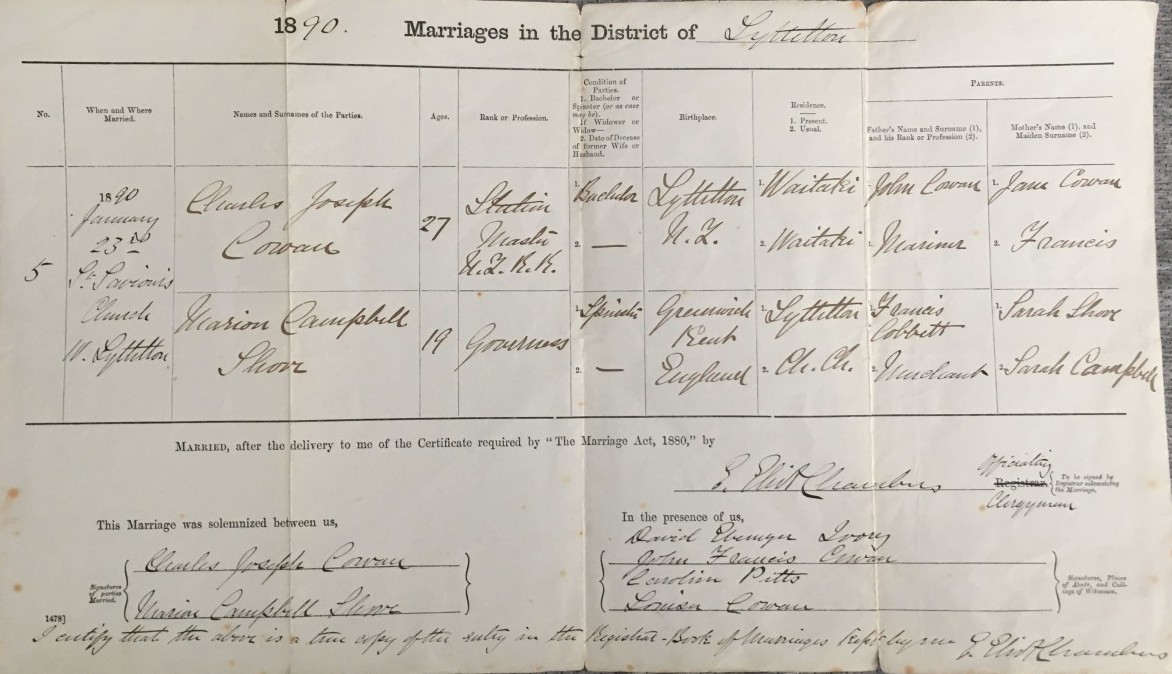 1890. Marriages in the District of Lyttelton
No.
When and Where Married.
Names and Surnames of the Parties.
Ages.
Rank or Profession.
Condition of Parties.
1. Bachelor or Spinster (or as case may be).
If Widower or Widow—
2. Date of Decease of former Wife or Husband.
Birthplace.
Residence.
1. Present.
2. Usual.
PARENTS.
Father's Name and Surname (1), and his Rank or Profession (2).
Mother's Name (1), and Maiden Surname (2).
5
1890
January
23rd
St. Saviour's
Church
W. Lyttelton
Charles Joseph
Cowan
27
Station
Master
N.Z.R.R.
1. Bachelor
2. —
Lyttelton
N.Z.
1. Waitaki
2. Waitaki
1. John Cowan
2. Mariner
1. Jane Cowan
2. Francis
Marion Campbell
Shove
19
Governess
1. Spinster
2. —
Greenwich
Kent
England
1. Lyttelton
2. Ch. Ch.
1. Francis
Cobbett
2. Merchant
1. Sarah Shove
2. Sarah Campbell
MARRIED, after the delivery to me of the Certificate required by "The Marriage Act, 1880," by
E. Eliot Chambers
Officiating
Registrar.
Clergyman
To be signed by Registrar solemnizing the Marriage.
This Marriage was solemnized between us,
Signatures of parties Married.
Charles Joseph Cowan
Marion Campbell Shove
In the presence of us,
David Ebenezer Ivory
John Francis Cowan
Caroline Pitts
Louisa Cowan
Signatures, Places of Abode, and Callings of Witnesses.
1478]
I certify that the above is a true copy of the entry in the Registrar-Book of Marriages kept by me E. Eliot Chambers